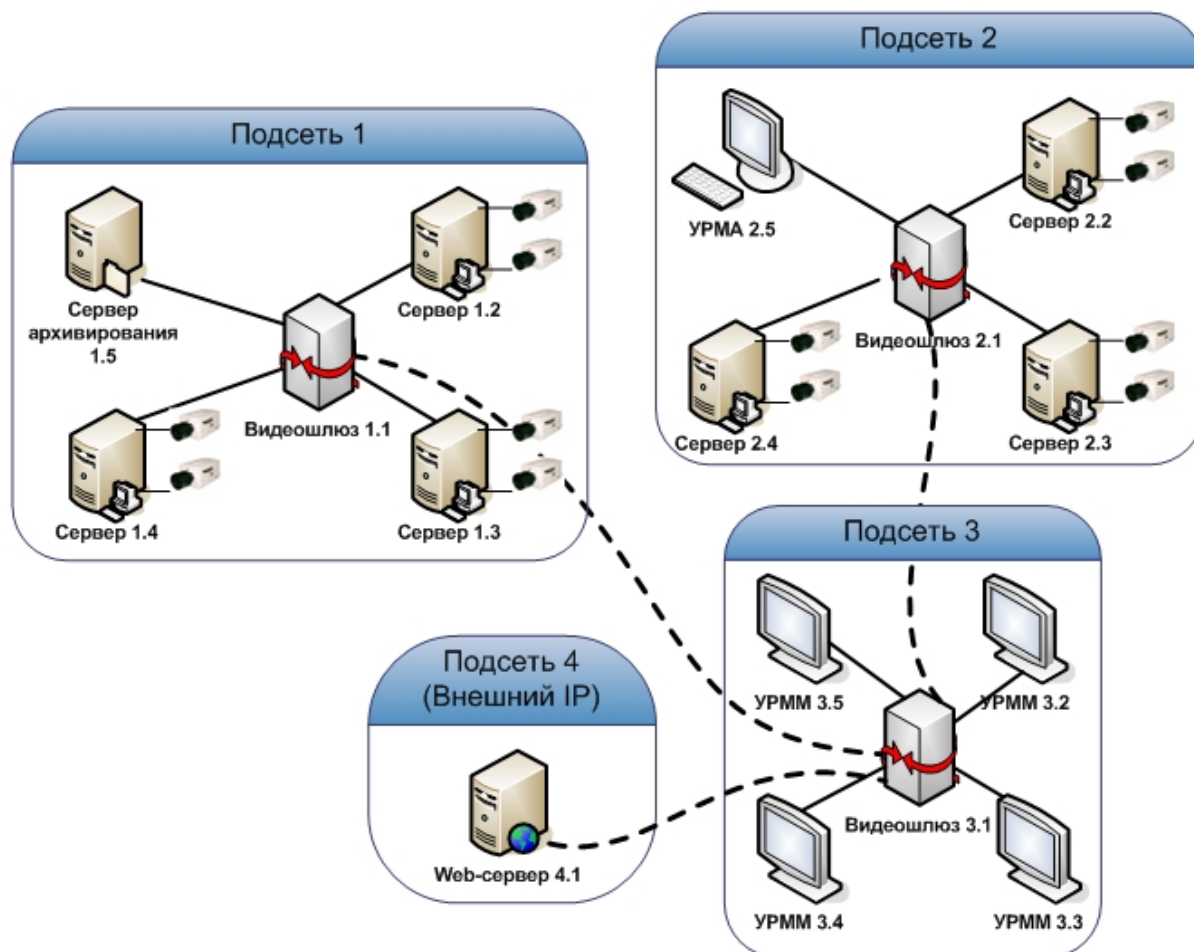 Подсеть 1
Сервер
архивирования
1.5
Сервер 1.2
Видеошлюз 1.1
Сервер 1.4
Сервер 1.3
Подсеть 2
УРМА 2.5
Сервер 2.2
Видеошлюз 2.1
Сервер 2.4
Сервер 2.3
Подсеть 3
УРММ 3.5
УРММ 3.2
Видеошлюз 3.1
УРММ 3.4
УРММ 3.3
Подсеть 4
(Внешний IP)
Web-сервер 4.1